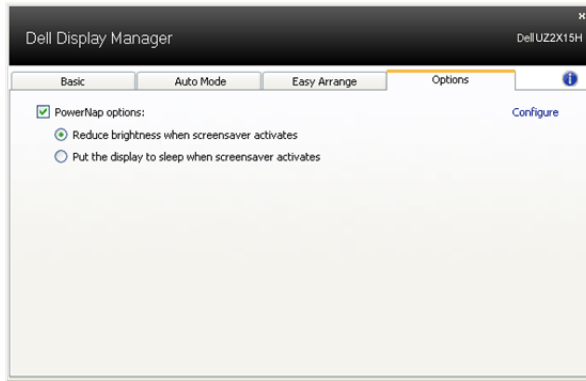 Dell Display Manager
Dell UZ2X15H
Basic
Auto Mode
Easy Arrange
Options
PowerNap options:
Configure
Reduce brightness when screensaver activates
Put the display to sleep when screensaver activates